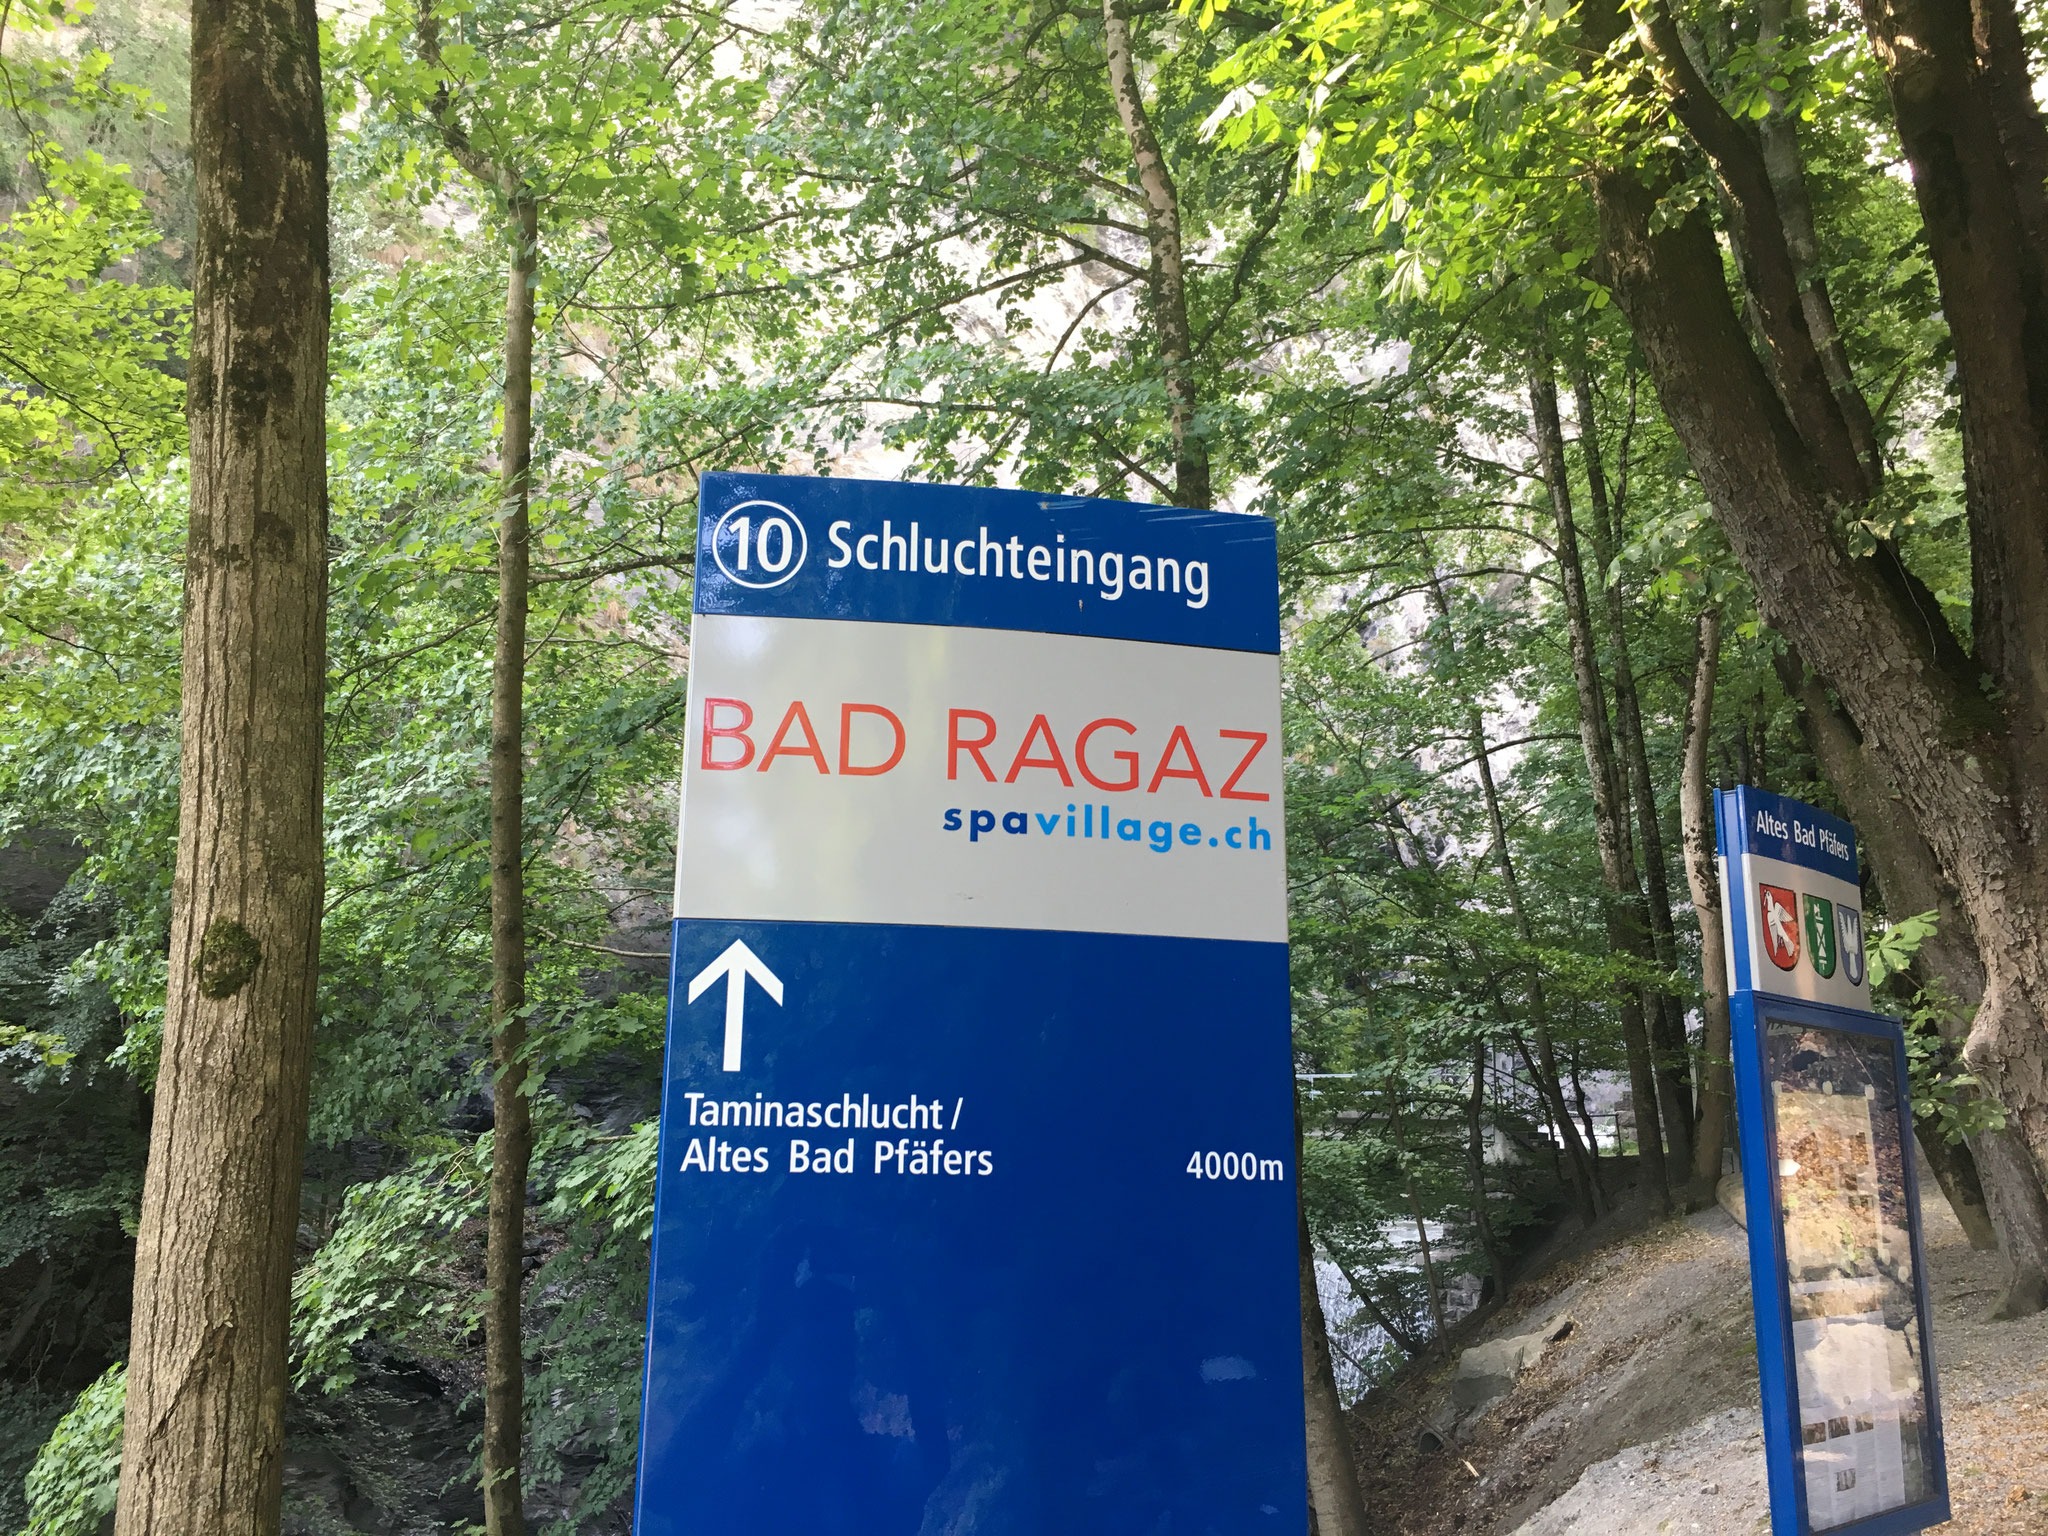 10 Schluchteingang
BAD RAGAZ
spavillage.ch
Taminaschlucht /
Altes Bad Pfäfers 4000m
Altes Bad Pfäfers